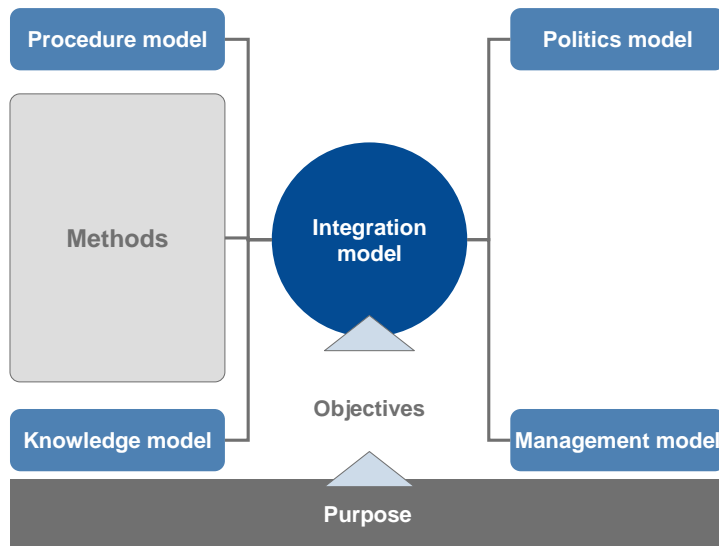 Procedure model
Politics model
Methods
Integration
model
Objectives
Knowledge model
Management model
Purpose